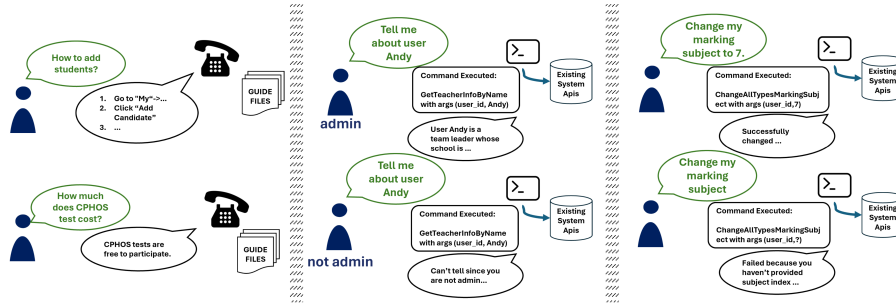 How to add
students?
1. Go to "My"->...
2. Click "Add
Candidate"
3. ...
GUIDE
FILES
How much
does CPHOS
test cost?
CPHOS tests are
free to participate.
GUIDE
FILES
Tell me
about user
Andy
admin
Command Executed:
GetTeacherInfoByName
with args (user_id, Andy)
>_
Existing
System
Apis
User Andy is a
team leader whose
school is ...
Tell me
about user
Andy
not admin
Command Executed:
GetTeacherInfoByName
with args (user_id, Andy)
>_
Existing
System
Apis
Can't tell since you
are not admin...
Change my
marking
subject to 7.
Command Executed:
ChangeAllTypesMarkingSubj
ect with args (user_id,7)
>_
Existing
System
Apis
Successfully
changed ...
Change my
marking
subject
Command Executed:
ChangeAllTypesMarkingSubj
ect with args (user_id,?)
>_
Existing
System
Apis
Failed because you
haven't provided
subject index ...